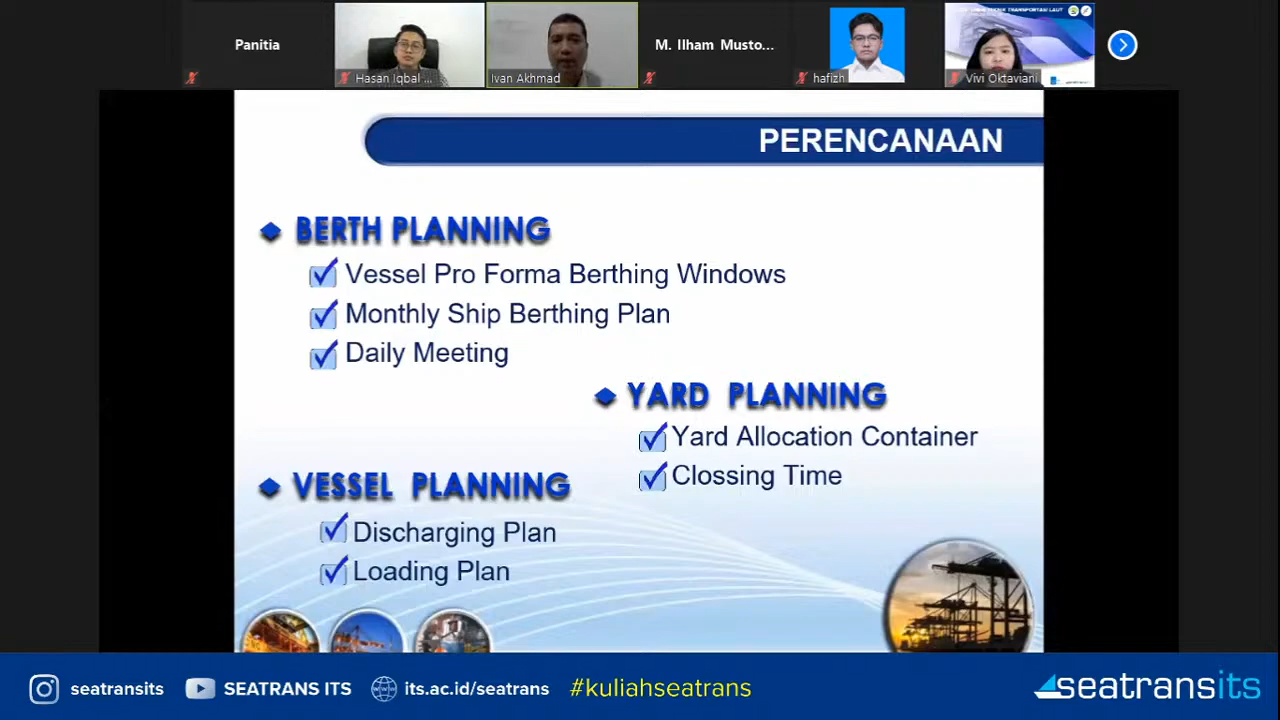 Panitia
Hasan Iqbal ...
Ivan Akhmad
M. Ilham Musto...
hafizh
TRANSPORTASI LAUT
Vivi Oktaviani
PERENCANAAN
BERTH PLANNING
Vessel Pro Forma Berthing Windows
Monthly Ship Berthing Plan
Daily Meeting
YARD PLANNING
Yard Allocation Container
Clossing Time
VESSEL PLANNING
Discharging Plan
Loading Plan
seatransits
SEATRANS ITS
its.ac.id/seatrans
#kuliahseatrans
seatransits